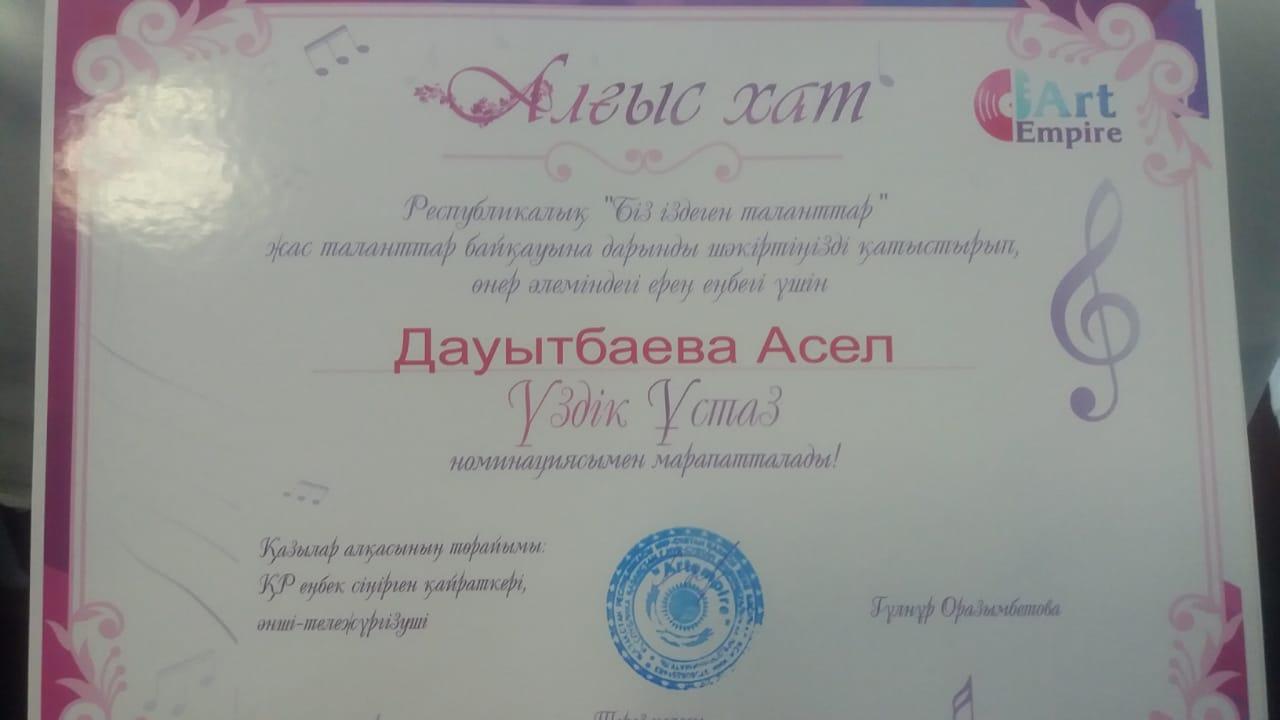 Алғыс хат
Art
Empire
Республикалық "Біз іздеген таланттар"
жас таланттар байқауына дарынды шәкіртіңізді қатыстырып,
өнер әлеміндегі ерең еңбегі үшін
Дауытбаева Асел
Үздік Ұстаз
номинациясымен марапатталады!
Қазылар алқасының төрайымы:
ҚР еңбек сіңірген қайраткері,
әнші-тележүргізуші
"Artempire"
Гүлнұр Оразымбетова